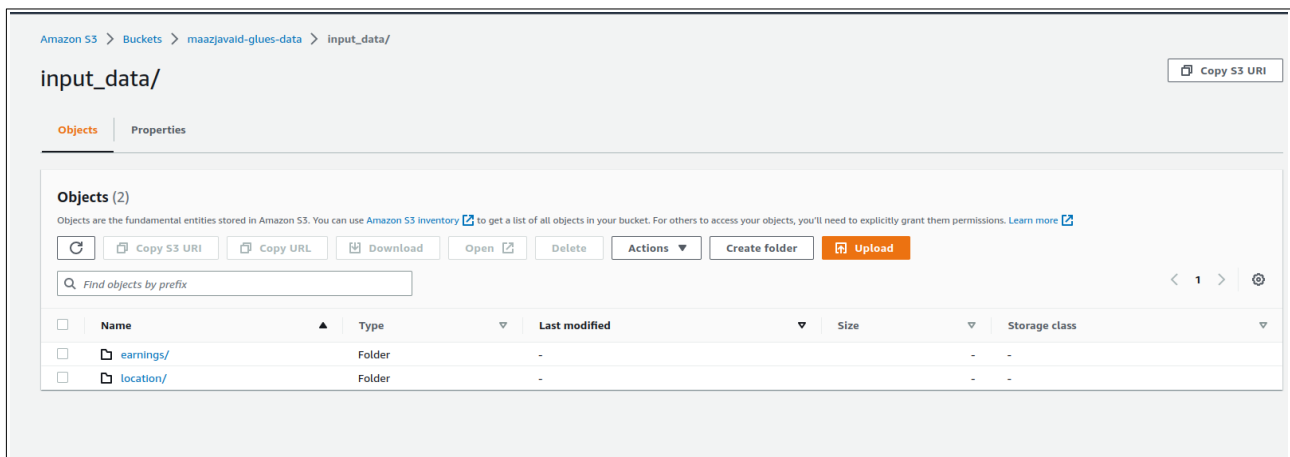 Amazon S3 > Buckets > maazjavaid-glues-data > input_data/
input_data/
Copy S3 URI
Objects Properties
Objects (2)
Objects are the fundamental entities stored in Amazon S3. You can use Amazon S3 inventory to get a list of all objects in your bucket. For others to access your objects, you'll need to explicitly grant them permissions. Learn more
Copy S3 URI Copy URL Download Open Delete Actions Create folder Upload
Find objects by prefix
< 1 >
Name Type Last modified Size Storage class
earnings/ Folder - - -
location/ Folder - - -